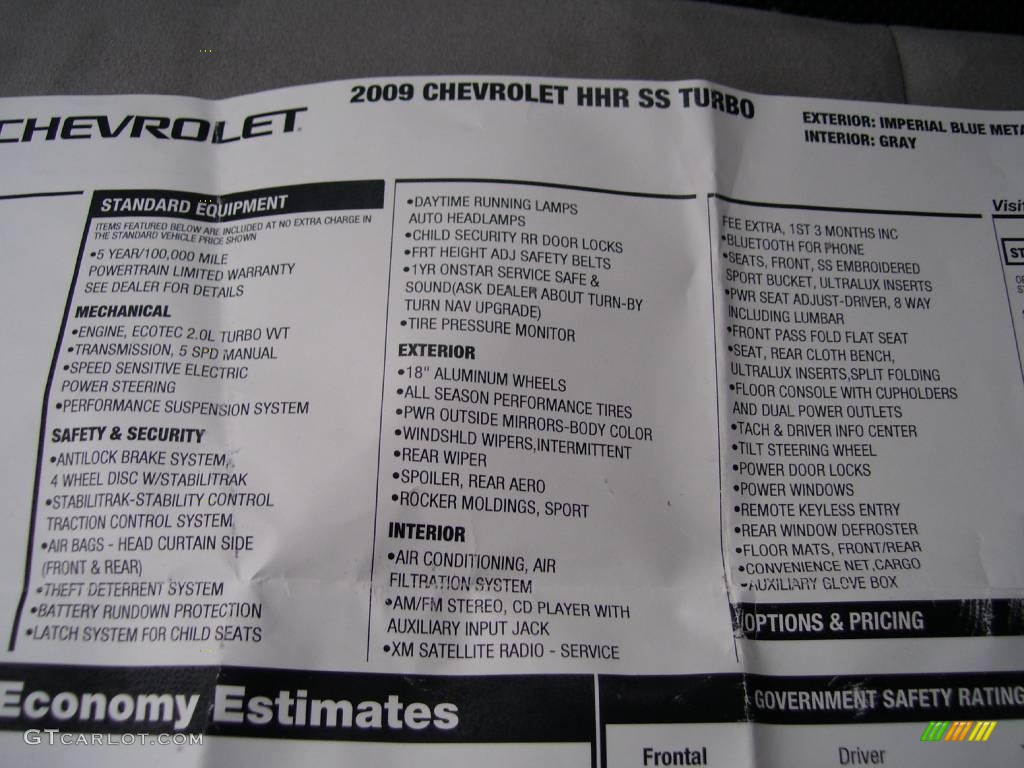 CHEVROLET
2009 CHEVROLET HHR SS TURBO
EXTERIOR: IMPERIAL BLUE META
INTERIOR: GRAY
STANDARD EQUIPMENT
ITEMS FEATURED BELOW ARE INCLUDED AT NO EXTRA CHARGE IN
THE STANDARD VEHICLE PRICE SHOWN
•5 YEAR/100,000 MILE
POWERTRAIN LIMITED WARRANTY
SEE DEALER FOR DETAILS
MECHANICAL
•ENGINE, ECOTEC 2.0L TURBO VVT
•TRANSMISSION, 5 SPD MANUAL
•SPEED SENSITIVE ELECTRIC
POWER STEERING
•PERFORMANCE SUSPENSION SYSTEM
SAFETY & SECURITY
•ANTILOCK BRAKE SYSTEM,
4 WHEEL DISC W/STABILITRAK
•STABILITRAK-STABILITY CONTROL
TRACTION CONTROL SYSTEM
•AIR BAGS - HEAD CURTAIN SIDE
(FRONT & REAR)
•THEFT DETERRENT SYSTEM
•BATTERY RUNDOWN PROTECTION
•LATCH SYSTEM FOR CHILD SEATS
•DAYTIME RUNNING LAMPS
AUTO HEADLAMPS
•CHILD SECURITY RR DOOR LOCKS
•FRT HEIGHT ADJ SAFETY BELTS
•1YR ONSTAR SERVICE SAFE &
SOUND(ASK DEALER ABOUT TURN-BY
TURN NAV UPGRADE)
•TIRE PRESSURE MONITOR
EXTERIOR
•18" ALUMINUM WHEELS
•ALL SEASON PERFORMANCE TIRES
•PWR OUTSIDE MIRRORS-BODY COLOR
•WINDSHLD WIPERS,INTERMITTENT
•REAR WIPER
•SPOILER, REAR AERO
•ROCKER MOLDINGS, SPORT
INTERIOR
•AIR CONDITIONING, AIR
FILTRATION SYSTEM
•AM/FM STEREO, CD PLAYER WITH
AUXILIARY INPUT JACK
•XM SATELLITE RADIO - SERVICE
FEE EXTRA, 1ST 3 MONTHS INC
•BLUETOOTH FOR PHONE
•SEATS, FRONT, SS EMBROIDERED
SPORT BUCKET, ULTRALUX INSERTS
•PWR SEAT ADJUST-DRIVER, 8 WAY
INCLUDING LUMBAR
•FRONT PASS FOLD FLAT SEAT
•SEAT, REAR CLOTH BENCH,
ULTRALUX INSERTS,SPLIT FOLDING
•FLOOR CONSOLE WITH CUPHOLDERS
AND DUAL POWER OUTLETS
•TACH & DRIVER INFO CENTER
•TILT STEERING WHEEL
•POWER DOOR LOCKS
•POWER WINDOWS
•REMOTE KEYLESS ENTRY
•REAR WINDOW DEFROSTER
•FLOOR MATS, FRONT/REAR
•CONVENIENCE NET,CARGO
•AUXILIARY GLOVE BOX
OPTIONS & PRICING
Visit
ST
Economy Estimates
GOVERNMENT SAFETY RATING
Frontal
Driver
GTCARLOT.COM